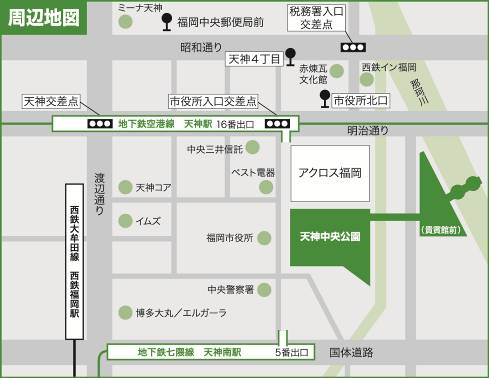 周辺地図
ミーナ天神
福岡中央郵便局前
税務署入口
交差点
昭和通り
天神4丁目
赤煉瓦
文化館
西鉄イン福岡
那珂川
天神交差点
市役所入口交差点
市役所北口
地下鉄空港線 天神駅 16番出口
明治通り
中央三井信託
渡辺通り
ベスト電器
アクロス福岡
天神コア
西鉄大牟田線 西鉄福岡駅
イムズ
福岡市役所
天神中央公園
(貴賓館前)
中央警察署
博多大丸/エルガーラ
地下鉄七隈線 天神南駅 5番出口
国体道路